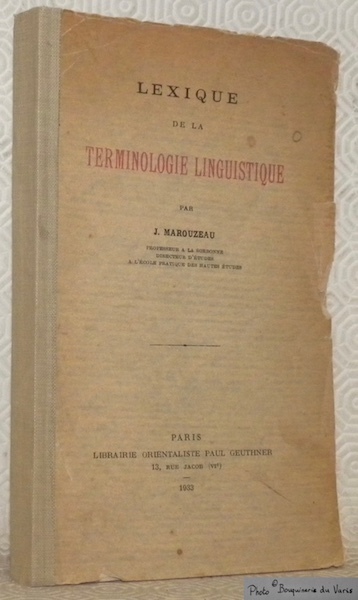 LEXIQUE
DE LA
TERMINOLOGIE LINGUISTIQUE
PAR
J. MAROUZEAU
PROFESSEUR A LA SORBONNE
DIRECTEUR D'ÉTUDES
A L'ÉCOLE PRATIQUE DES HAUTES ÉTUDES
PARIS
LIBRAIRIE ORIENTALISTE PAUL GEUTHNER
13, RUE JACOB (VIe)
1933
Photo © Bouquinerie du Varis